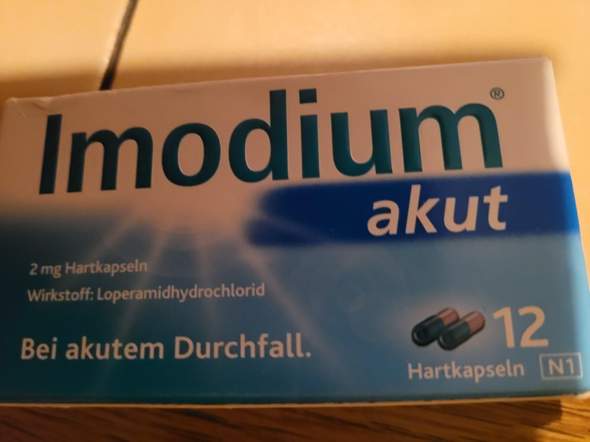 Imodium®
akut
2 mg Hartkapseln
Wirkstoff: Loperamidhydrochlorid
Bei akutem Durchfall.
12
Hartkapseln N1